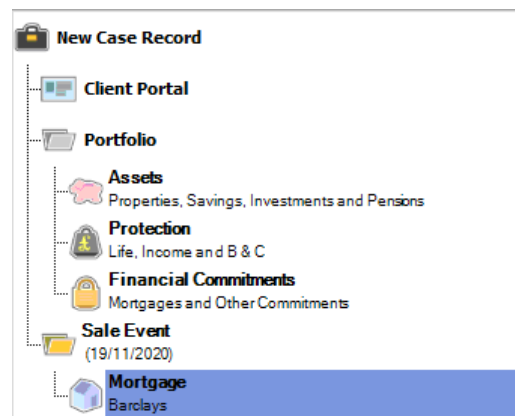 New Case Record
Client Portal
Portfolio
Assets
Properties, Savings, Investments and Pensions
Protection
Life, Income and B & C
Financial Commitments
Mortgages and Other Commitments
Sale Event
(19/11/2020)
Mortgage
Barclays